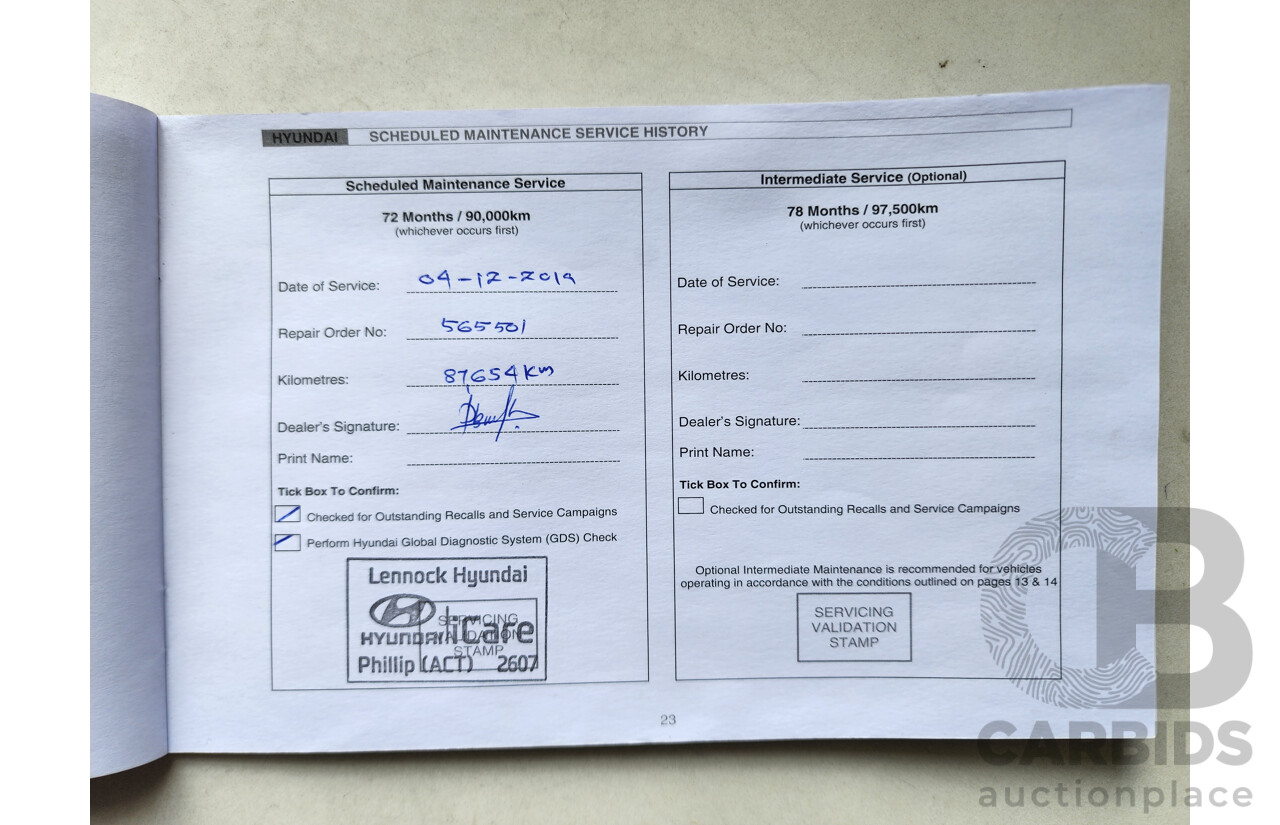 HYUNDAI SCHEDULED MAINTENANCE SERVICE HISTORY
Scheduled Maintenance Service
72 Months / 90,000km
(whichever occurs first)
Date of Service: 04-12-2019
Repair Order No: 565501
Kilometres: 87654 Km
Dealer's Signature:
Print Name:
Tick Box To Confirm:
Checked for Outstanding Recalls and Service Campaigns
Perform Hyundai Global Diagnostic System (GDS) Check
Lennock Hyundai
HYUNDAI iCare
SERVICING
VALIDATION
STAMP
Phillip (ACT) 2607
Intermediate Service (Optional)
78 Months / 97,500km
(whichever occurs first)
Date of Service:
Repair Order No:
Kilometres:
Dealer's Signature:
Print Name:
Tick Box To Confirm:
Checked for Outstanding Recalls and Service Campaigns
Optional Intermediate Maintenance is recommended for vehicles
operating in accordance with the conditions outlined on pages 13 & 14
SERVICING
VALIDATION
STAMP
23
CARBIDS
auctionplace